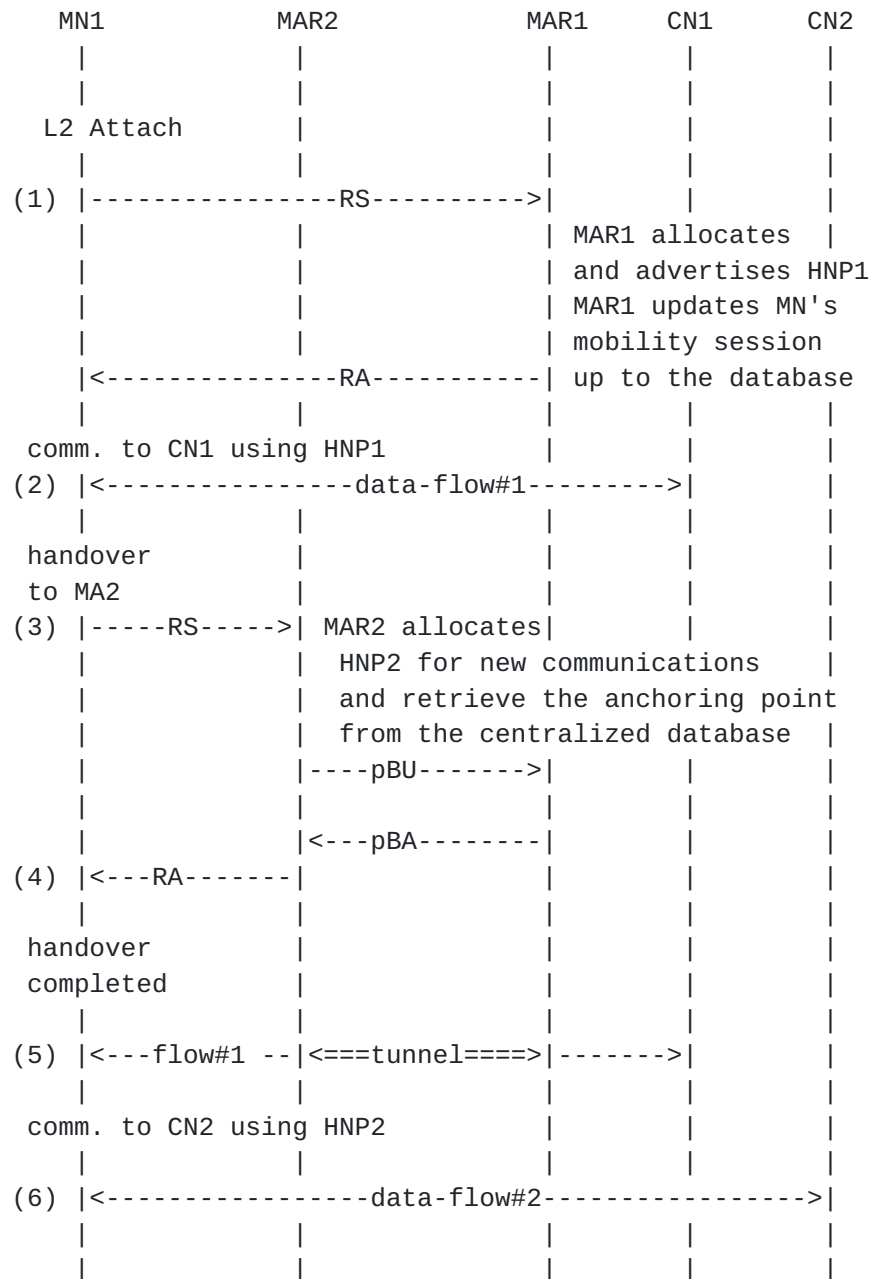 MN1           MAR2            MAR1     CN1      CN2
    |             |               |        |        |
    |             |               |        |        |
  L2 Attach       |               |        |        |
    |             |               |        |        |
(1) |----------------RS---------->|        |        |
    |             |               | MAR1 allocates  |
    |             |               | and advertises HNP1
    |             |               | MAR1 updates MN's
    |             |               | mobility session
    |<---------------RA-----------| up to the database
    |             |               |        |        |
 comm. to CN1 using HNP1          |        |        |
(2) |<----------------data-flow#1--------->|        |
    |             |               |        |        |
 handover         |               |        |        |
 to MA2           |               |        |        |
(3) |-----RS----->| MAR2 allocates|        |        |
    |             |  HNP2 for new communications    |
    |             |  and retrieve the anchoring point
    |             |  from the centralized database  |
    |             |----pBU------->|        |        |
    |             |               |        |        |
    |             |<---pBA--------|        |        |
(4) |<---RA-------|               |        |        |
    |             |               |        |        |
 handover         |               |        |        |
 completed        |               |        |        |
    |             |               |        |        |
(5) |<---flow#1 --|<===tunnel====>|------->|        |
    |             |               |        |        |
 comm. to CN2 using HNP2          |        |        |
    |             |               |        |        |
(6) |<-----------------data-flow#2----------------->|
    |             |               |        |        |
    |             |               |        |        |